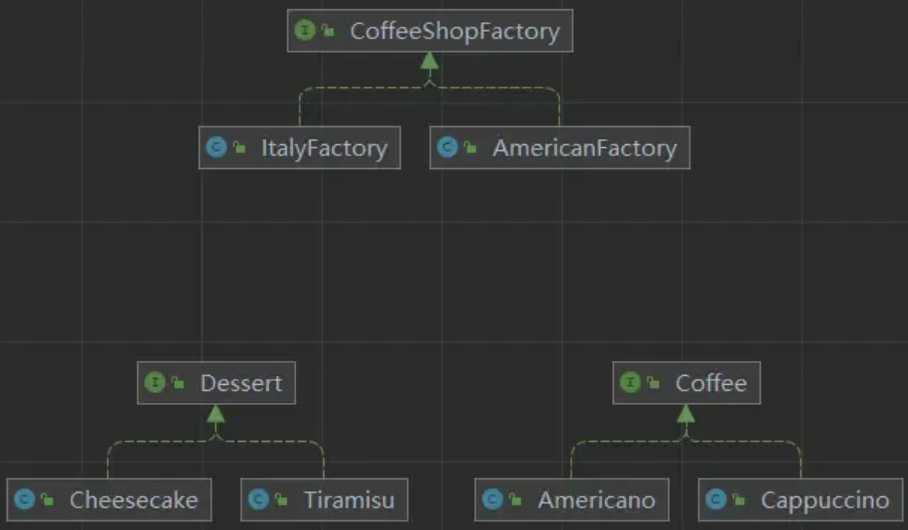 CoffeeShopFactory
ItalyFactory
AmericanFactory
Dessert
Coffee
Cheesecake
Tiramisu
Americano
Cappuccino